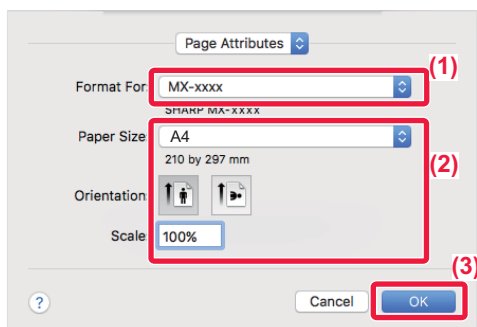 Page Attributes
(1)
Format For: MX-xxxx
SHARP MX-xxxx
Paper Size: A4
210 by 297 mm
(2)
Orientation:
Scale: 100%
(3)
? Cancel OK